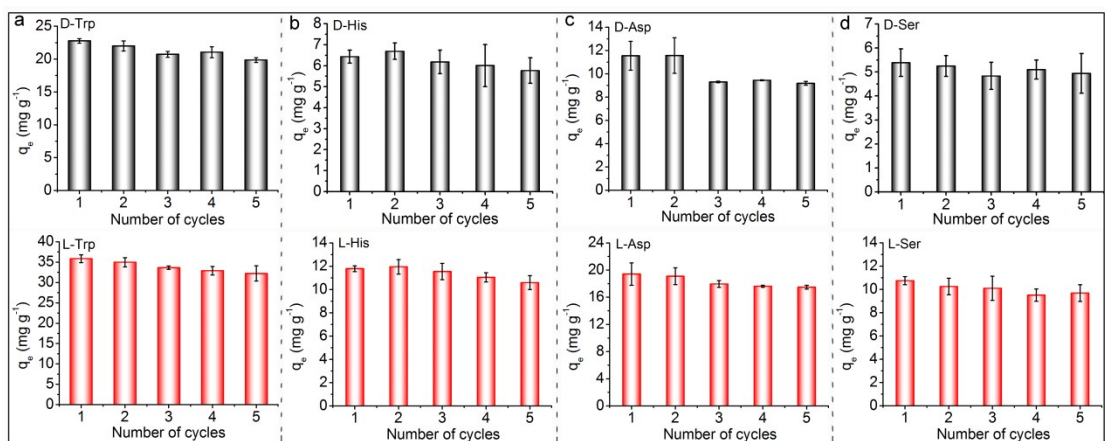 a
D-Trp
30
25
20
15
10
5
0
qe (mg g-1)
1 2 3 4 5
Number of cycles
b
D-His
8
7
6
5
4
3
2
1
0
qe (mg g-1)
1 2 3 4 5
Number of cycles
c
D-Asp
14
12
10
8
6
4
2
0
qe (mg g-1)
1 2 3 4 5
Number of cycles
d
D-Ser
7
6
5
4
3
2
1
0
qe (mg g-1)
1 2 3 4 5
Number of cycles
L-Trp
40
35
30
25
20
15
10
5
0
qe (mg g-1)
1 2 3 4 5
Number of cycles
L-His
14
12
10
8
6
4
2
0
qe (mg g-1)
1 2 3 4 5
Number of cycles
L-Asp
24
20
16
12
8
4
0
qe (mg g-1)
1 2 3 4 5
Number of cycles
L-Ser
14
12
10
8
6
4
2
0
qe (mg g-1)
1 2 3 4 5
Number of cycles